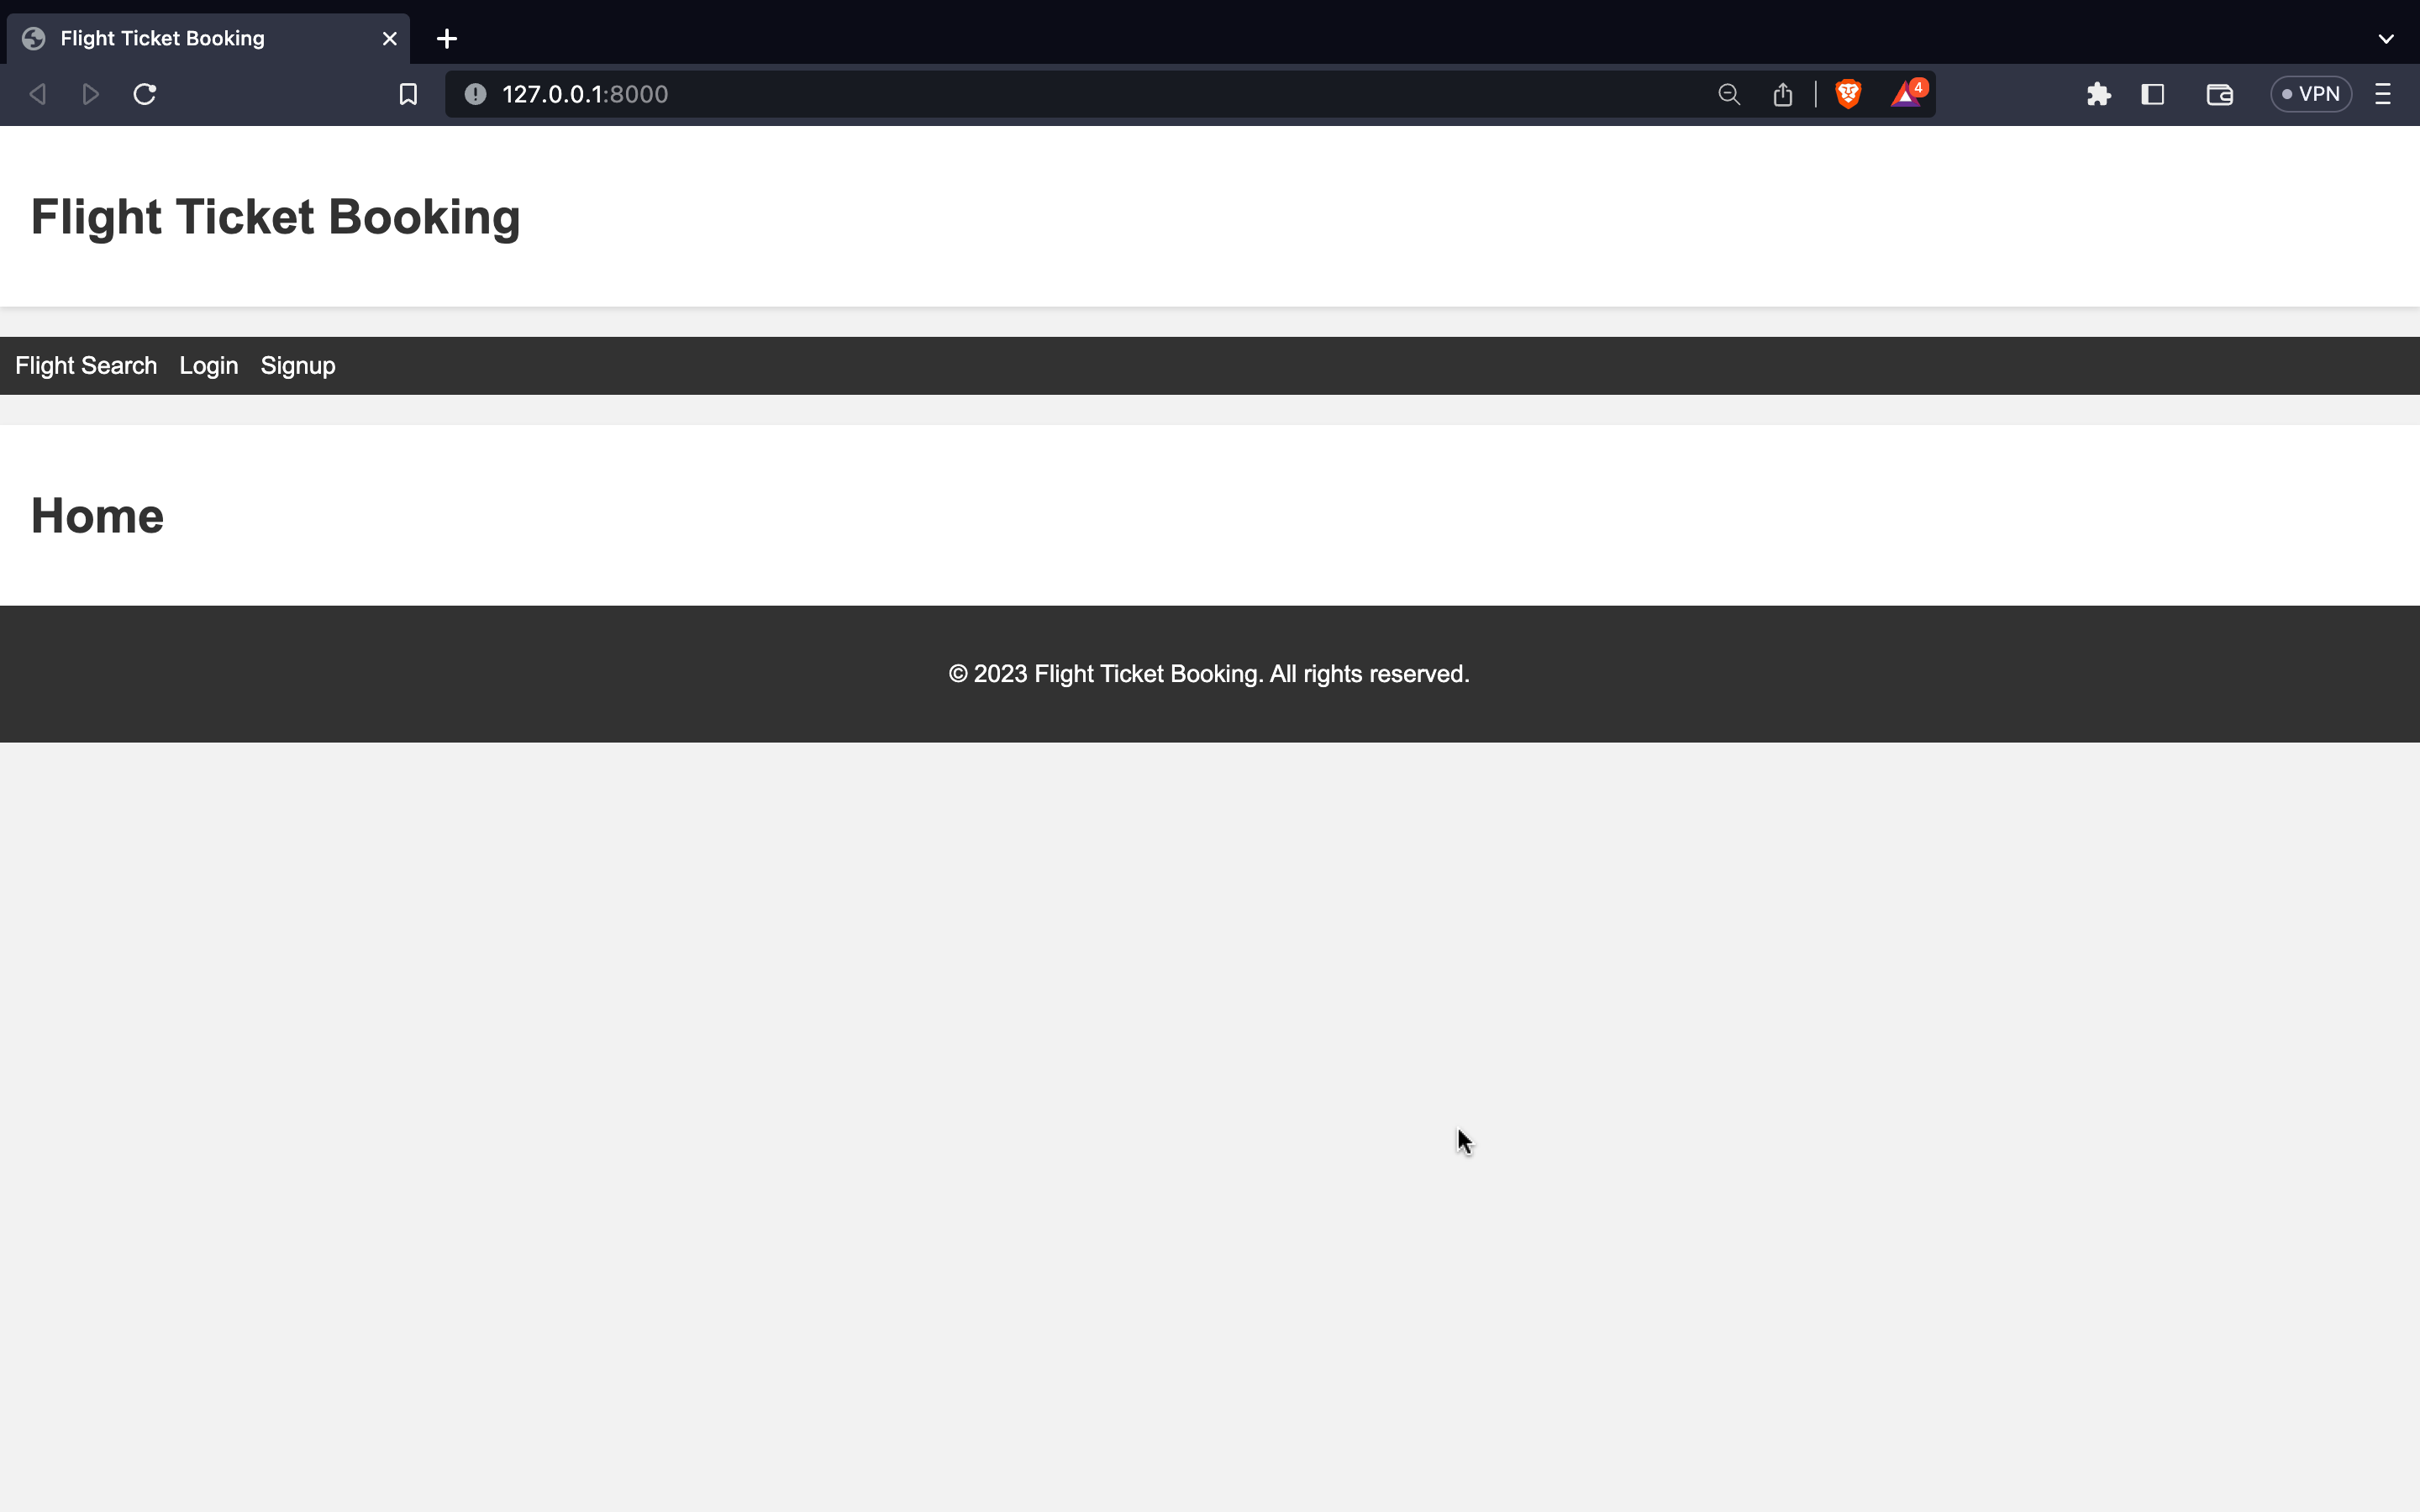 Flight Ticket Booking
127.0.0.1:8000
4
VPN
Flight Ticket Booking
Flight Search Login Signup
Home
© 2023 Flight Ticket Booking. All rights reserved.